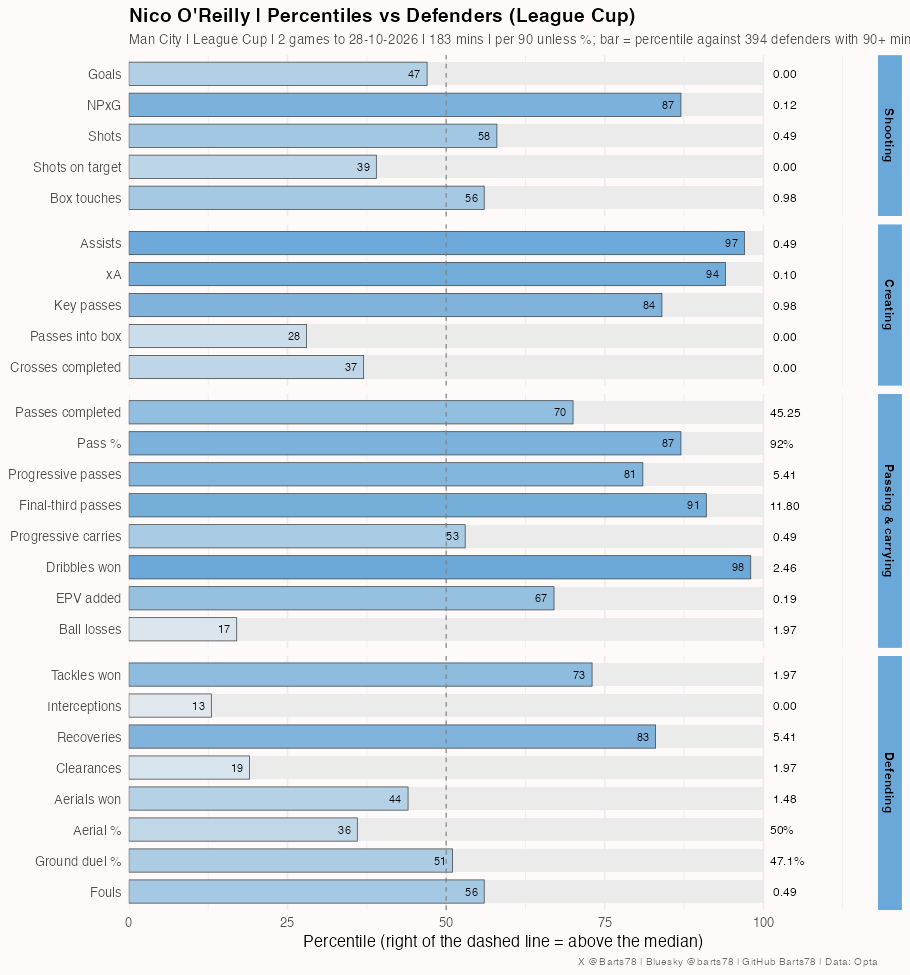 Nico O'Reilly | Percentiles vs Defenders (League Cup)
Man City | League Cup | 2 games to 28-10-2026 | 183 mins | per 90 unless %; bar = percentile against 394 defenders with 90+ min
Shooting
Goals 47 0.00
NPxG 87 0.12
Shots 58 0.49
Shots on target 39 0.00
Box touches 56 0.98
Creating
Assists 97 0.49
xA 94 0.10
Key passes 84 0.98
Passes into box 28 0.00
Crosses completed 37 0.00
Passing & carrying
Passes completed 70 45.25
Pass % 87 92%
Progressive passes 81 5.41
Final-third passes 91 11.80
Progressive carries 53 0.49
Dribbles won 98 2.46
EPV added 67 0.19
Ball losses 17 1.97
Defending
Tackles won 73 1.97
Interceptions 13 0.00
Recoveries 83 5.41
Clearances 19 1.97
Aerials won 44 1.48
Aerial % 36 50%
Ground duel % 51 47.1%
Fouls 56 0.49
0 25 50 75 100
Percentile (right of the dashed line = above the median)
X @Barts78 | Bluesky @barts78 | GitHub Barts78 | Data: Opta